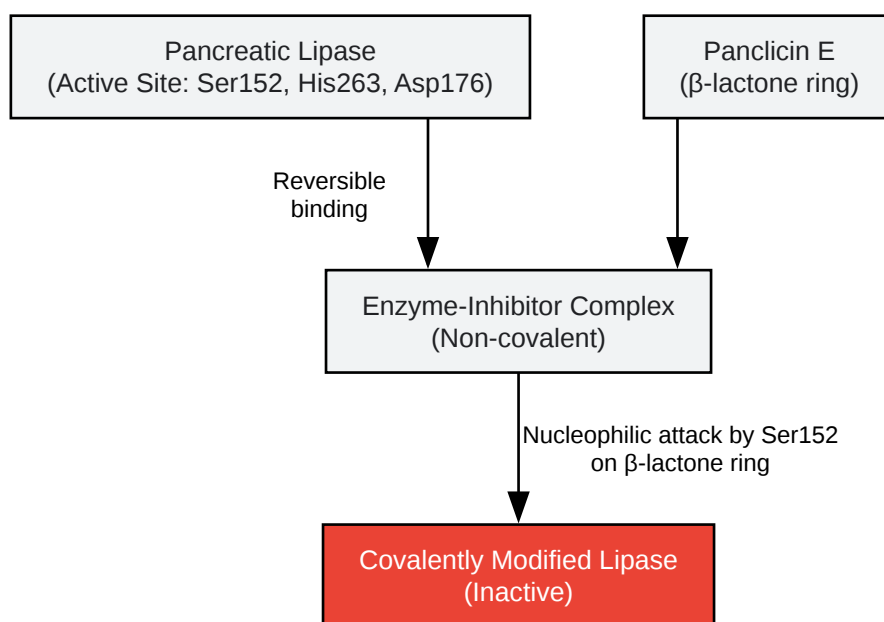 Pancreatic Lipase
(Active Site: Ser152, His263, Asp176)
Panclicin E
(β-lactone ring)
Reversible
binding
Enzyme-Inhibitor Complex
(Non-covalent)
Nucleophilic attack by Ser152
on β-lactone ring
Covalently Modified Lipase
(Inactive)